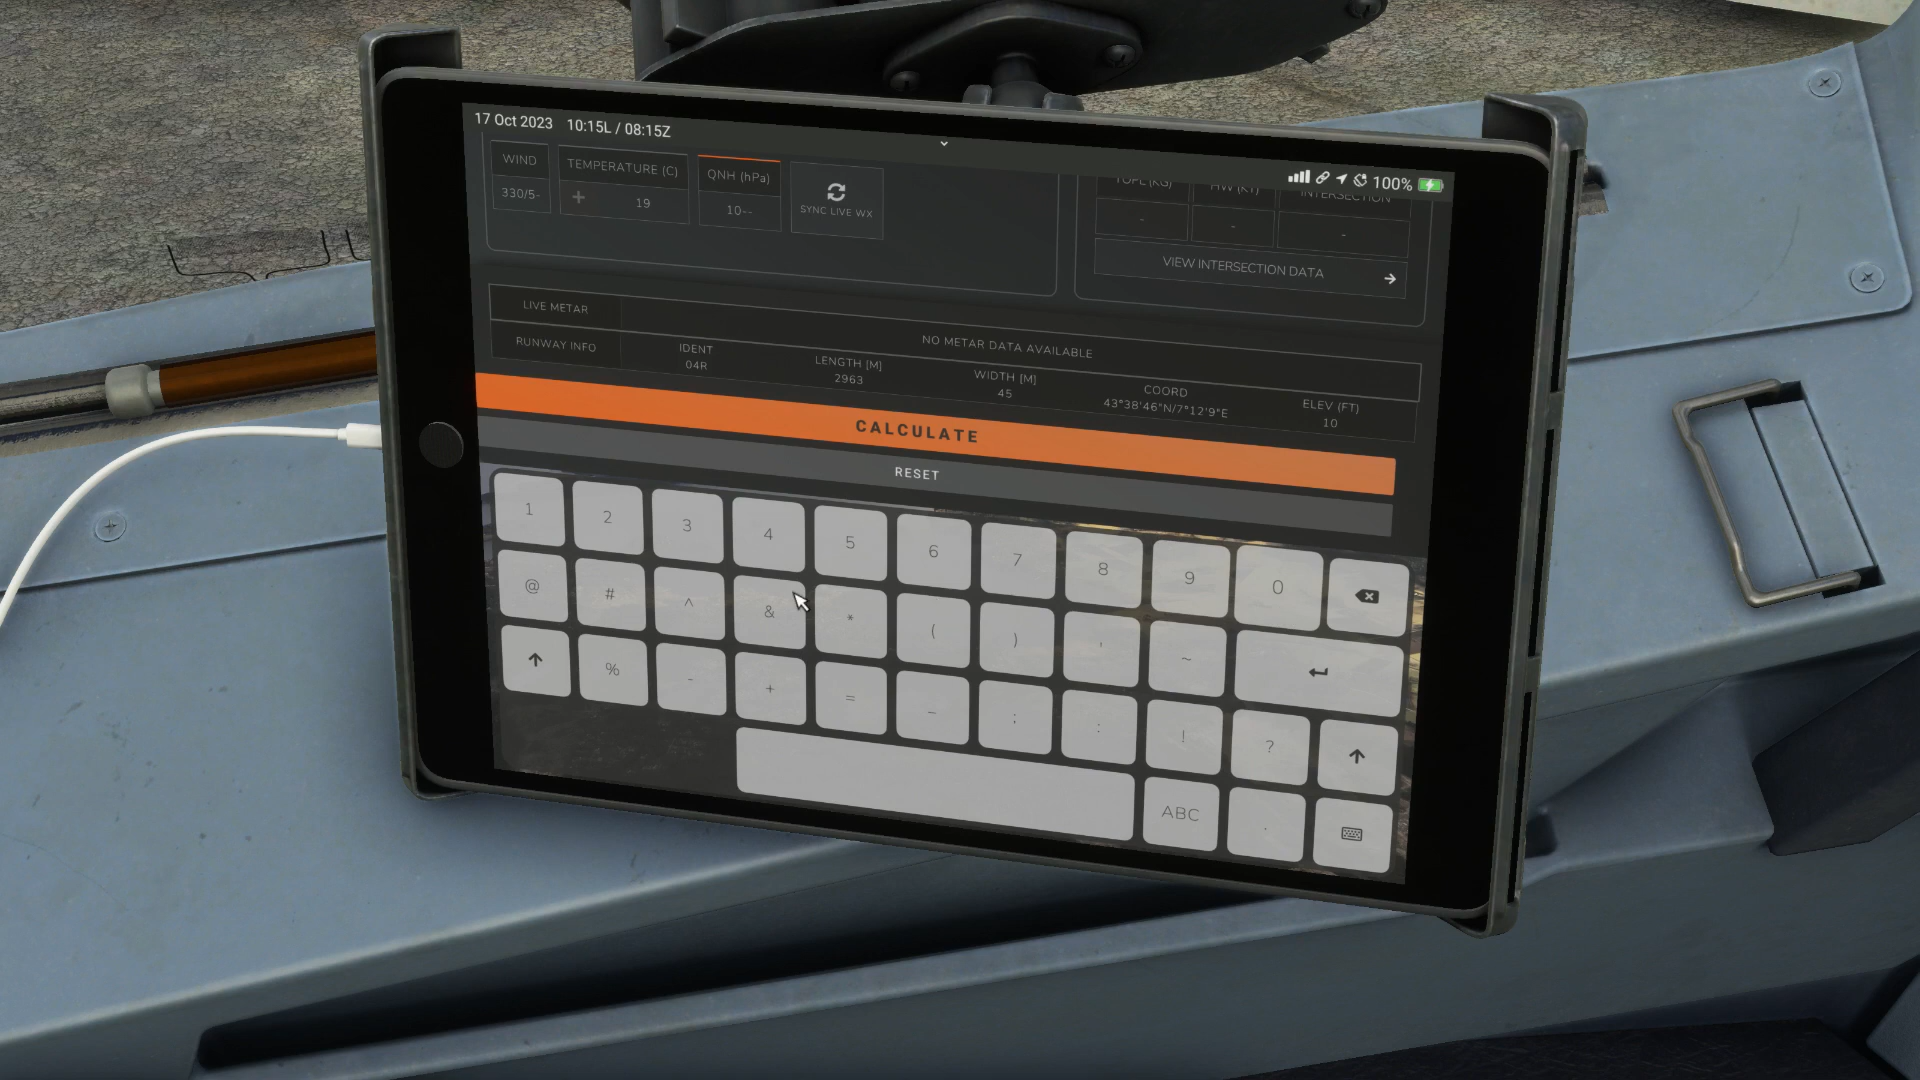 17 Oct 2023 10:15L / 08:15Z
100%
WIND TEMPERATURE (C) QNH (hPa)
330/5- + 19 10-- SYNC LIVE WX
HW (KT) INTERSECTION
- - -
VIEW INTERSECTION DATA
LIVE METAR NO METAR DATA AVAILABLE
RUNWAY INFO IDENT LENGTH [M] WIDTH [M] COORD ELEV (FT)
04R 2963 45 43°38'46"N/7°12'9"E 10
CALCULATE
RESET
1 2 3 4 5 6 7 8 9 0
@ # ^ & * ( ) ' ~
% - + = _ ; : ! ?
ABC .